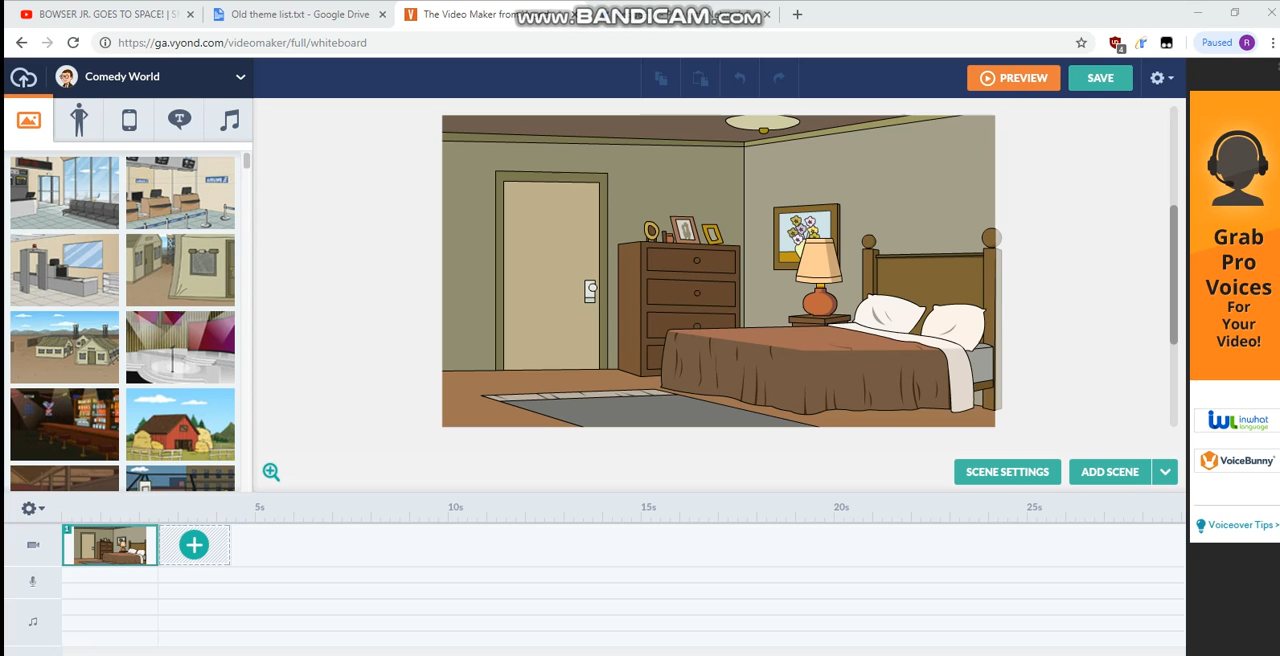 BOWSER JR. GOES TO SPACE! | S
Old theme list.txt - Google Drive
The Video Maker from
www.BANDICAM.com
https://ga.vyond.com/videomaker/full/whiteboard
4
Paused
R
Comedy World
PREVIEW
SAVE
T
Grab
Pro
Voices
For
Your
Video!
inwhat
language
VoiceBunny
Voiceover Tips >
SCENE SETTINGS
ADD SCENE
5s
10s
15s
20s
25s
1